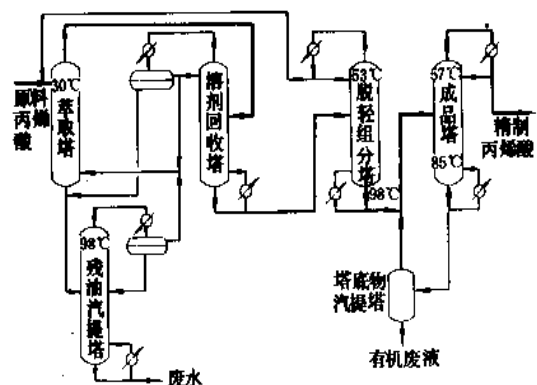 原料丙烯酸
30℃
萃取塔
溶剂回收塔
53℃
脱轻组分塔
98℃
57℃
成品塔
85℃
精制
丙烯酸
98℃
残油汽提塔
废水
塔底物
汽提塔
有机废液